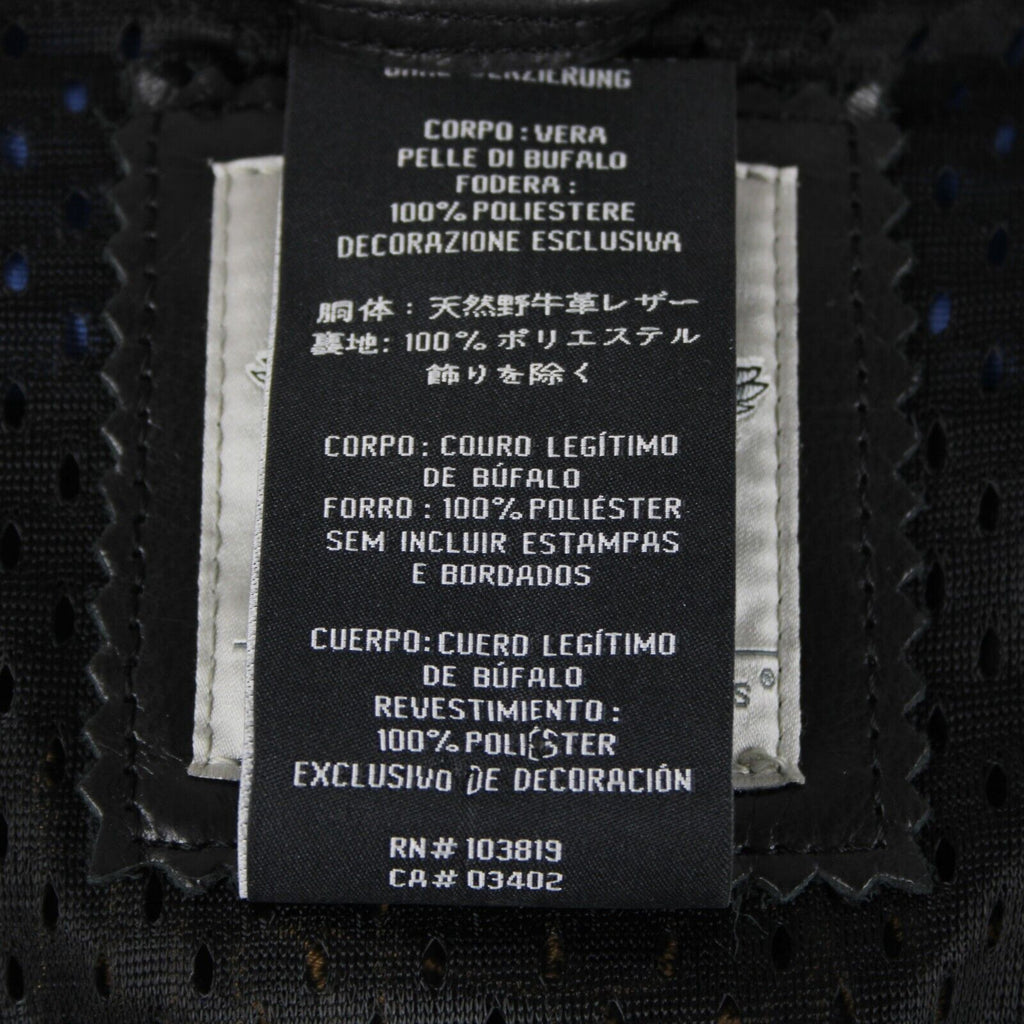 VERZIERUNG
CORPO: VERA
PELLE DI BUFALO
FODERA:
100% POLIESTERE
DECORAZIONE ESCLUSIVA
胴体: 天然野牛革レザー
裏地: 100% ポリエステル
飾りを除く
CORPO: COURO LEGÍTIMO
DE BÚFALO
FORRO: 100% POLIÉSTER
SEM INCLUIR ESTAMPAS
E BORDADOS
CUERPO: CUERO LEGÍTIMO
DE BÚFALO
REVESTIMIENTO:
100% POLIÉSTER
EXCLUSIVO DE DECORACIÓN
RN# 103819
CA# 03402
S®